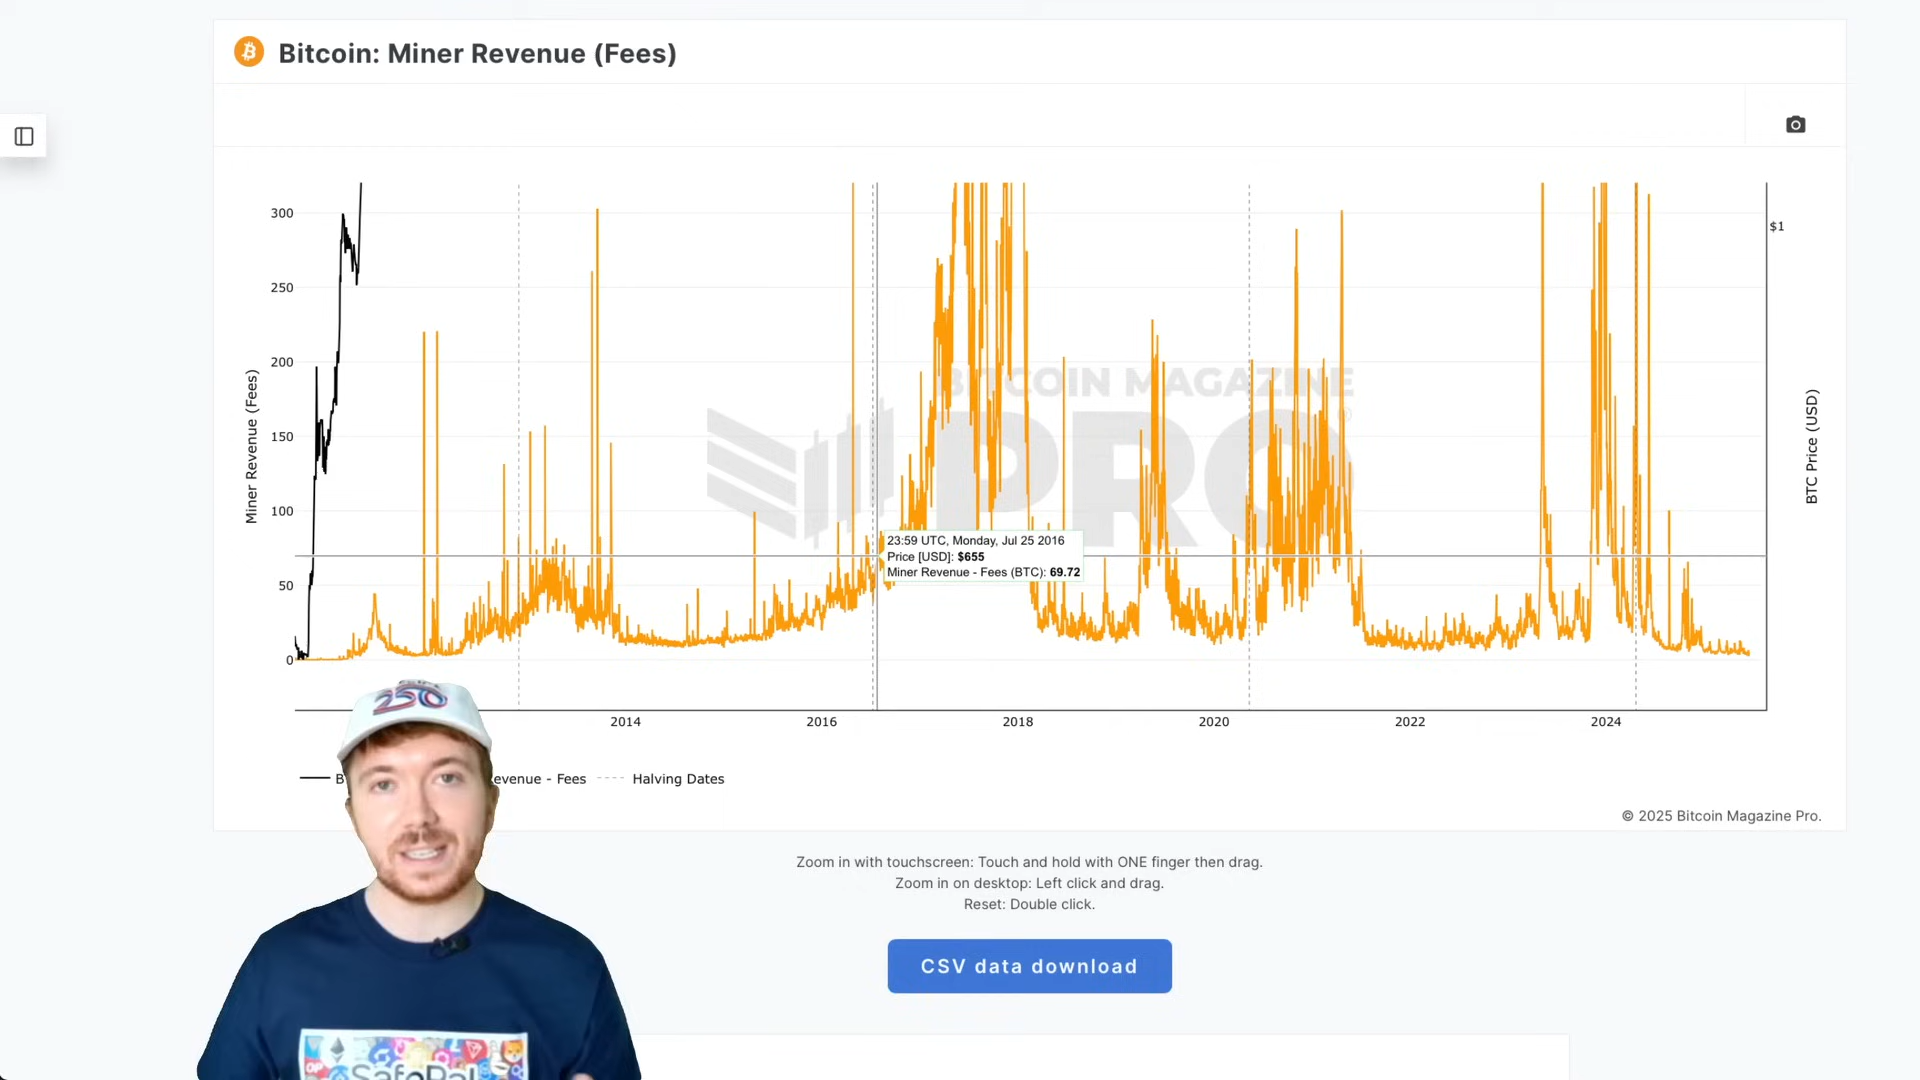 Bitcoin: Miner Revenue (Fees)
300
250
200
150
100
50
0
Miner Revenue (Fees)
$1
BTC Price (USD)
BITCOIN MAGAZINE
PRO
23:59 UTC, Monday, Jul 25 2016
Price [USD]: $655
Miner Revenue - Fees (BTC): 69.72
2014
2016
2018
2020
2022
2024
B
evenue - Fees
Halving Dates
© 2025 Bitcoin Magazine Pro.
Zoom in with touchscreen: Touch and hold with ONE finger then drag.
Zoom in on desktop: Left click and drag.
Reset: Double click.
CSV data download
250
OP
SafePal